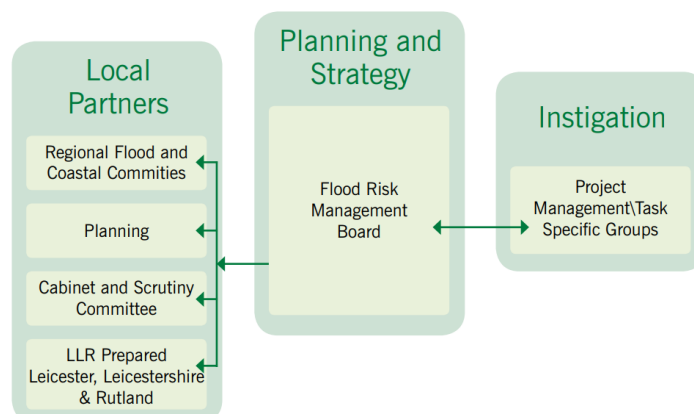 Local
Partners
Regional Flood and
Coastal Commities
Planning
Cabinet and Scrutiny
Committee
LLR Prepared
Leicester, Leicestershire
& Rutland
Planning and
Strategy
Flood Risk
Management
Board
Instigation
Project
Management\Task
Specific Groups